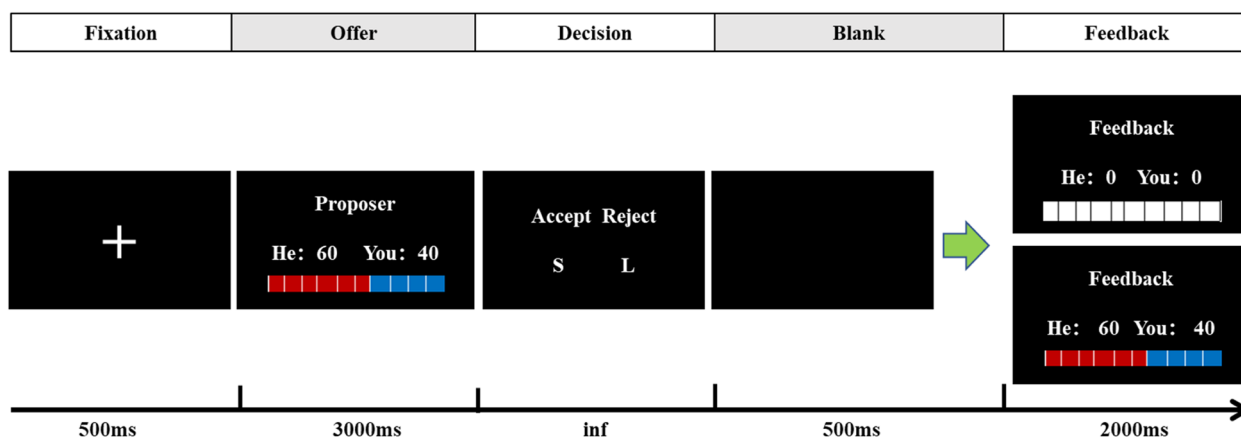 Fixation Offer Decision Blank Feedback
Proposer
He: 60 You: 40
Accept Reject
S L
Feedback
He: 0 You: 0
Feedback
He: 60 You: 40
500ms 3000ms inf 500ms 2000ms